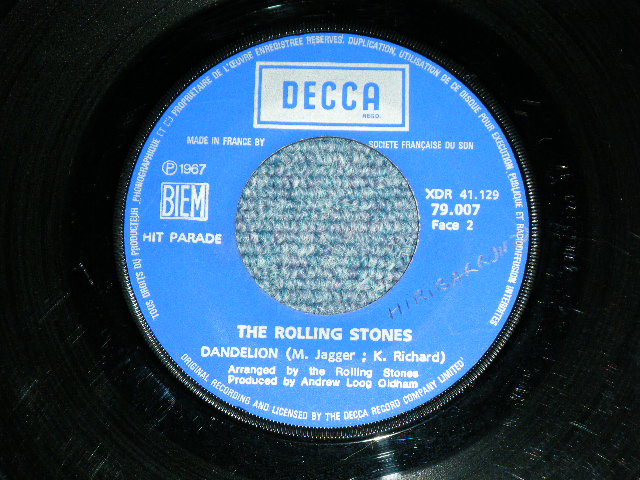 TOUS DROITS DU PRODUCTEUR PHONOGRAPHIQUE ET DU PROPRIETAIRE DE L'ŒUVRE ENREGISTREE RESERVES. DUPLICATION, UTILISATION DE CE DISQUE POUR EXECUTION PUBLIQUE ET RADIODIFFUSION INTERDITES
DECCA
REGD.
MADE IN FRANCE BY SOCIETE FRANÇAISE DU SON
Ⓟ 1967
BIEM
HIT PARADE
XDR 41.129
79.007
Face 2
THE ROLLING STONES
DANDELION (M. Jagger ; K. Richard)
Arranged by the Rolling Stones
Produced by Andrew Loog Oldham
ORIGINAL RECORDING AND LICENSED BY THE DECCA RECORD COMPANY LIMITED